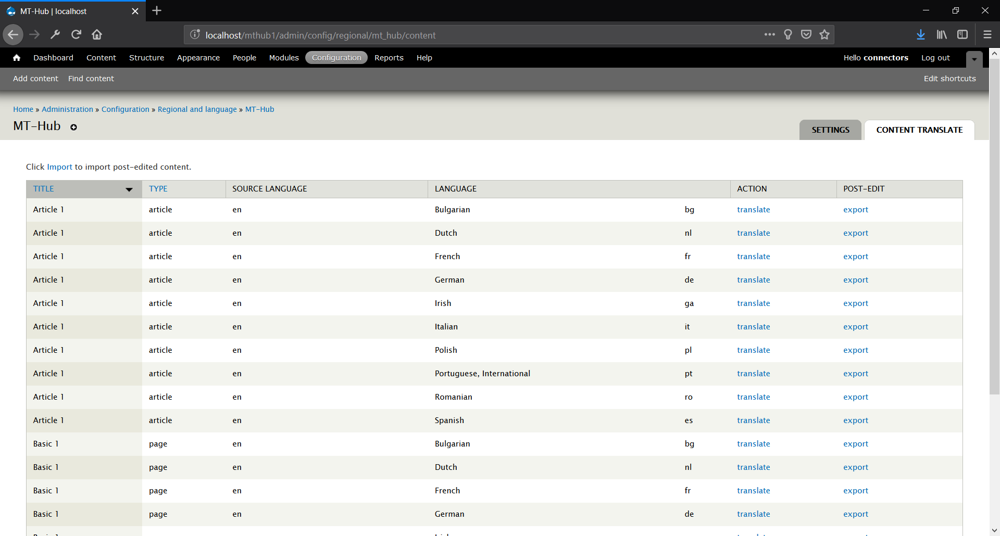 MT-Hub | localhost
localhost/mthub1/admin/config/regional/mt_hub/content
Dashboard Content Structure Appearance People Modules Configuration Reports Help Hello connectors Log out
Add content Find content Edit shortcuts
Home » Administration » Configuration » Regional and language » MT-Hub
MT-Hub
SETTINGS CONTENT TRANSLATE
Click Import to import post-edited content.
TITLE TYPE SOURCE LANGUAGE LANGUAGE ACTION POST-EDIT
Article 1 article en Bulgarian bg translate export
Article 1 article en Dutch nl translate export
Article 1 article en French fr translate export
Article 1 article en German de translate export
Article 1 article en Irish ga translate export
Article 1 article en Italian it translate export
Article 1 article en Polish pl translate export
Article 1 article en Portuguese, International pt translate export
Article 1 article en Romanian ro translate export
Article 1 article en Spanish es translate export
Basic 1 page en Bulgarian bg translate export
Basic 1 page en Dutch nl translate export
Basic 1 page en French fr translate export
Basic 1 page en German de translate export